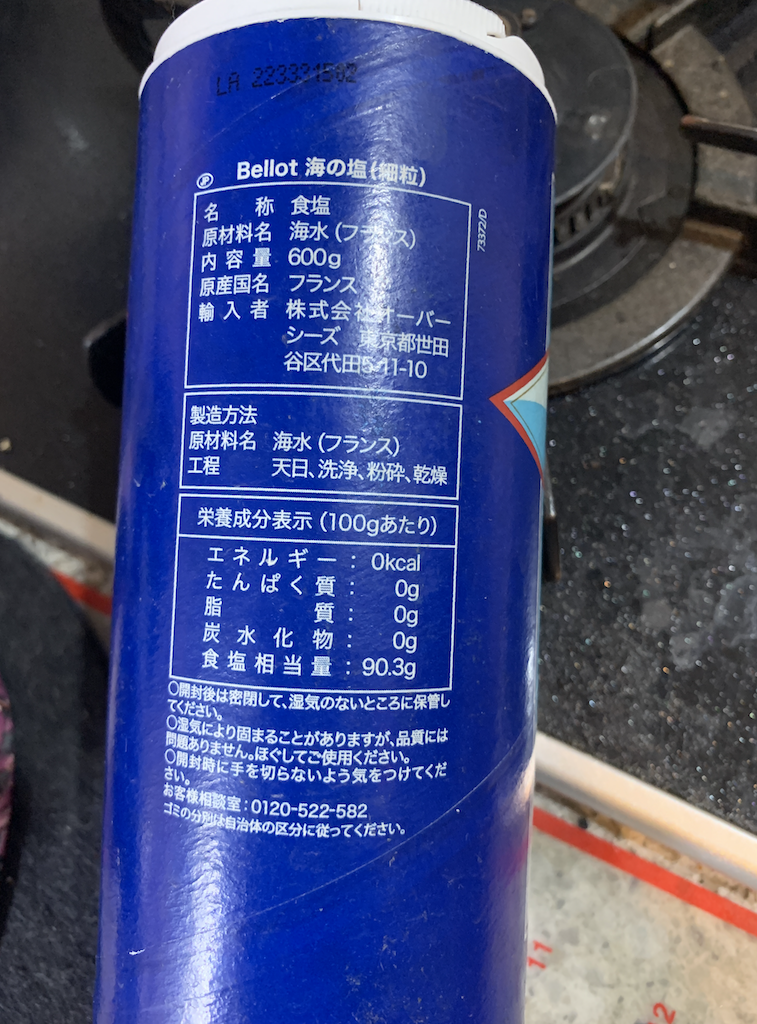 LA 223331502
JP Bellot 海の塩(細粒)
名 称 食塩
原材料名 海水(フランス)
内容量 600g
原産国名 フランス
輸入者 株式会社オーバー
シーズ 東京都世田
谷区代田5-11-10
73372/D
製造方法
原材料名 海水(フランス)
工程 天日、洗浄、粉砕、乾燥
栄養成分表示(100gあたり)
エネルギー: 0kcal
たんぱく質: 0g
脂質: 0g
炭水化物: 0g
食塩相当量: 90.3g
○開封後は密閉して、湿気のないところに保管し
てください。
○湿気により固まることがありますが、品質には
問題ありません。ほぐしてご使用ください。
○開封時に手を切らないよう気をつけてくだ
さい。
お客様相談室:0120-522-582
ゴミの分別は自治体の区分に従ってください。
11
2